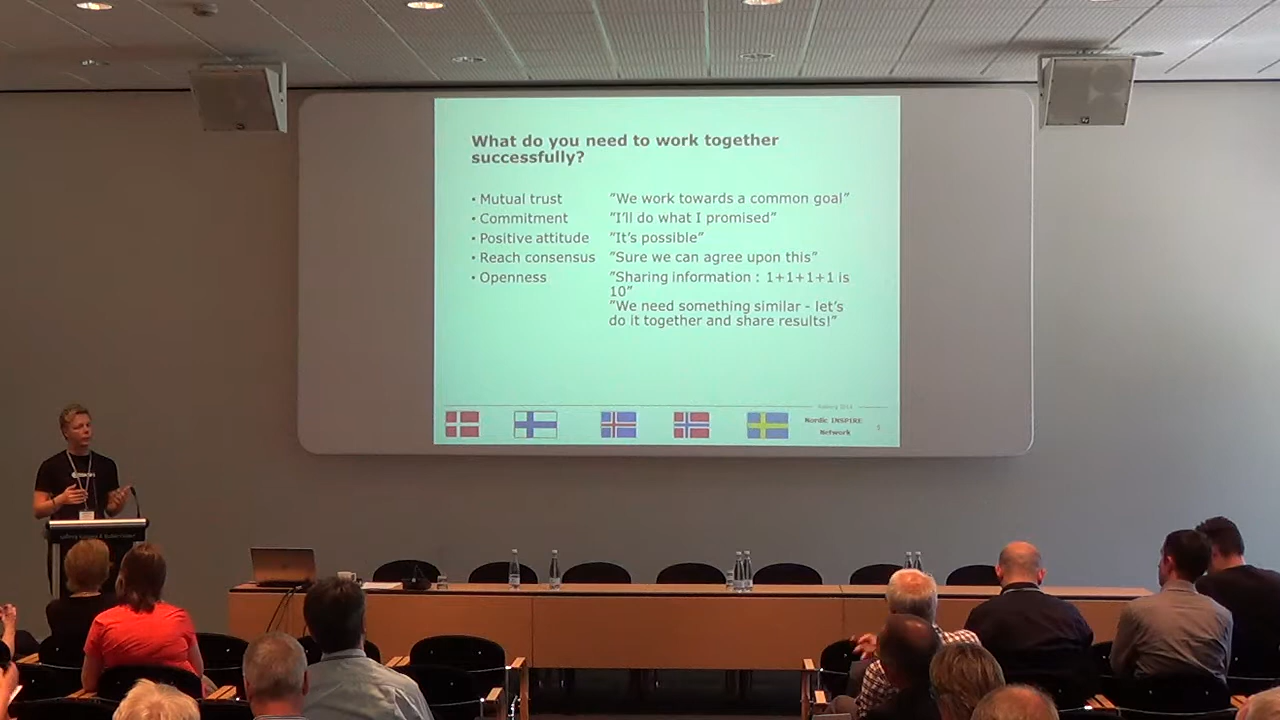 What do you need to work together
successfully?
• Mutual trust "We work towards a common goal"
• Commitment "I'll do what I promised"
• Positive attitude "It's possible"
• Reach consensus "Sure we can agree upon this"
• Openness "Sharing information : 1+1+1+1 is
10"
"We need something similar - let's
do it together and share results!"
Nordic INSPIRE
Network